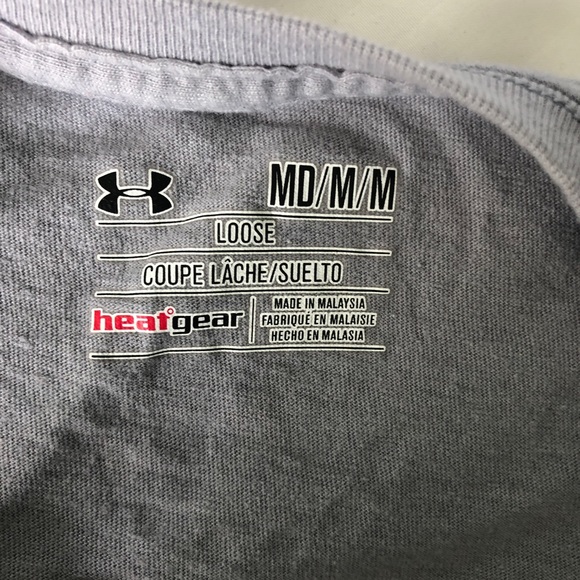 MD/M/M
LOOSE
COUPE LÂCHE/SUELTO
heatgear
MADE IN MALAYSIA
FABRIQUÉ EN MALAISIE
HECHO EN MALASIA